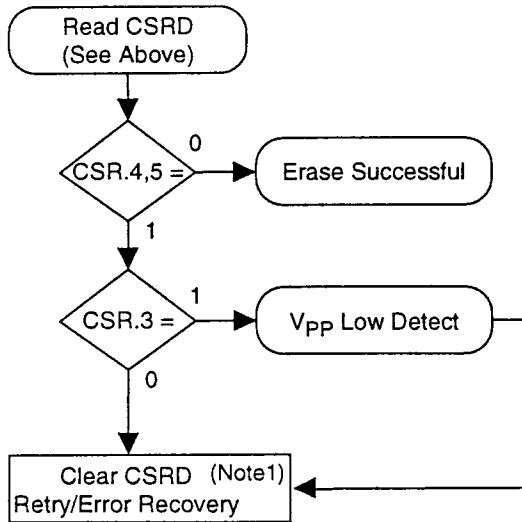 Read CSRD
(See Above)
0
CSR.4,5 =
Erase Successful
1
1
CSR.3 =
VPP Low Detect
0
Clear CSRD (Note1)
Retry/Error Recovery